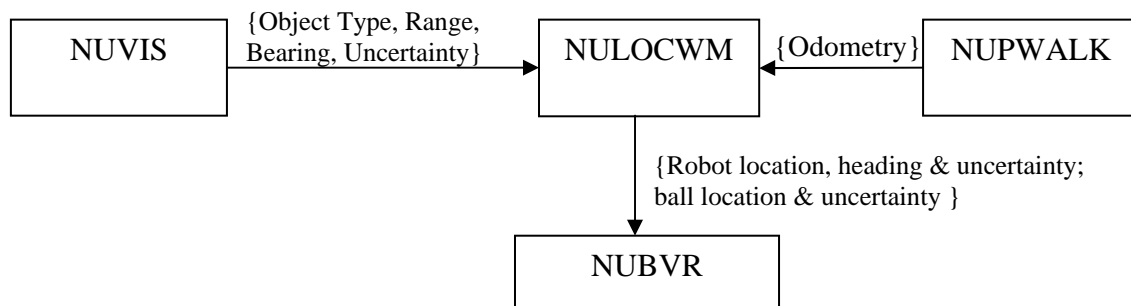 NUVIS
{Object Type, Range,
Bearing, Uncertainty}
NULOCWM
{Odometry}
NUPWALK
{Robot location, heading & uncertainty;
ball location & uncertainty }
NUBVR